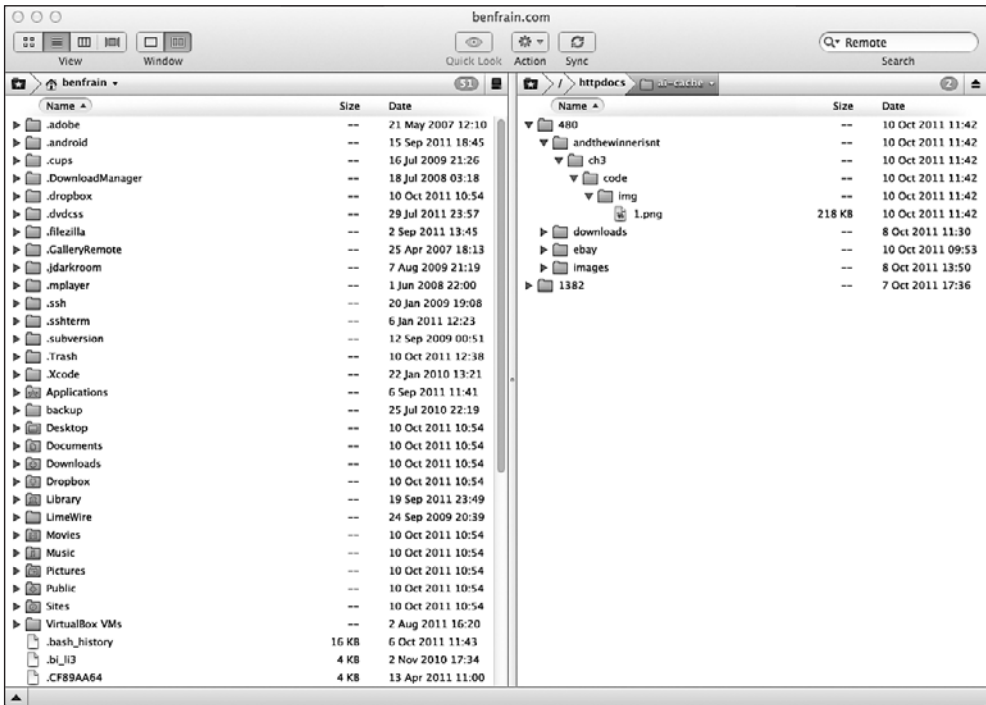 benfrain.com
View
Window
Quick Look
Action
Sync
Q Remote
Search
benfrain
51
Name Size Date
.adobe -- 21 May 2007 12:10
.android -- 15 Sep 2011 18:45
.cups -- 16 Jul 2009 21:26
.DownloadManager -- 18 Jul 2008 03:18
.dropbox -- 10 Oct 2011 10:54
.dvdcss -- 29 Jul 2011 23:57
.filezilla -- 2 Sep 2011 13:45
.GalleryRemote -- 25 Apr 2007 18:13
.jdarkroom -- 7 Aug 2009 21:19
.mplayer -- 1 Jun 2008 22:00
.ssh -- 20 Jan 2009 19:08
.sshterm -- 6 Jan 2011 12:23
.subversion -- 12 Sep 2009 00:51
.Trash -- 10 Oct 2011 12:38
.Xcode -- 22 Jan 2010 13:21
Applications -- 6 Sep 2011 11:41
backup -- 25 Jul 2010 22:19
Desktop -- 10 Oct 2011 10:54
Documents -- 10 Oct 2011 10:54
Downloads -- 10 Oct 2011 10:54
Dropbox -- 10 Oct 2011 10:54
Library -- 19 Sep 2011 23:49
LimeWire -- 24 Sep 2009 20:39
Movies -- 10 Oct 2011 10:54
Music -- 10 Oct 2011 10:54
Pictures -- 10 Oct 2011 10:54
Public -- 10 Oct 2011 10:54
Sites -- 10 Oct 2011 10:54
VirtualBox VMs -- 2 Aug 2011 16:20
.bash_history 16 KB 6 Oct 2011 11:43
.bi_li3 4 KB 2 Nov 2010 17:34
.CF89AA64 4 KB 13 Apr 2011 11:00
/ httpdocs ai-cache
2
Name Size Date
480 -- 10 Oct 2011 11:42
andthewinnerisnt -- 10 Oct 2011 11:42
ch3 -- 10 Oct 2011 11:42
code -- 10 Oct 2011 11:42
img -- 10 Oct 2011 11:42
1.png 218 KB 10 Oct 2011 11:42
downloads -- 8 Oct 2011 11:30
ebay -- 10 Oct 2011 09:53
images -- 8 Oct 2011 13:50
1382 -- 7 Oct 2011 17:36